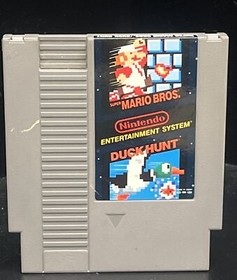 SUPER MARIO BROS.
Nintendo
ENTERTAINMENT SYSTEM
DUCK HUNT